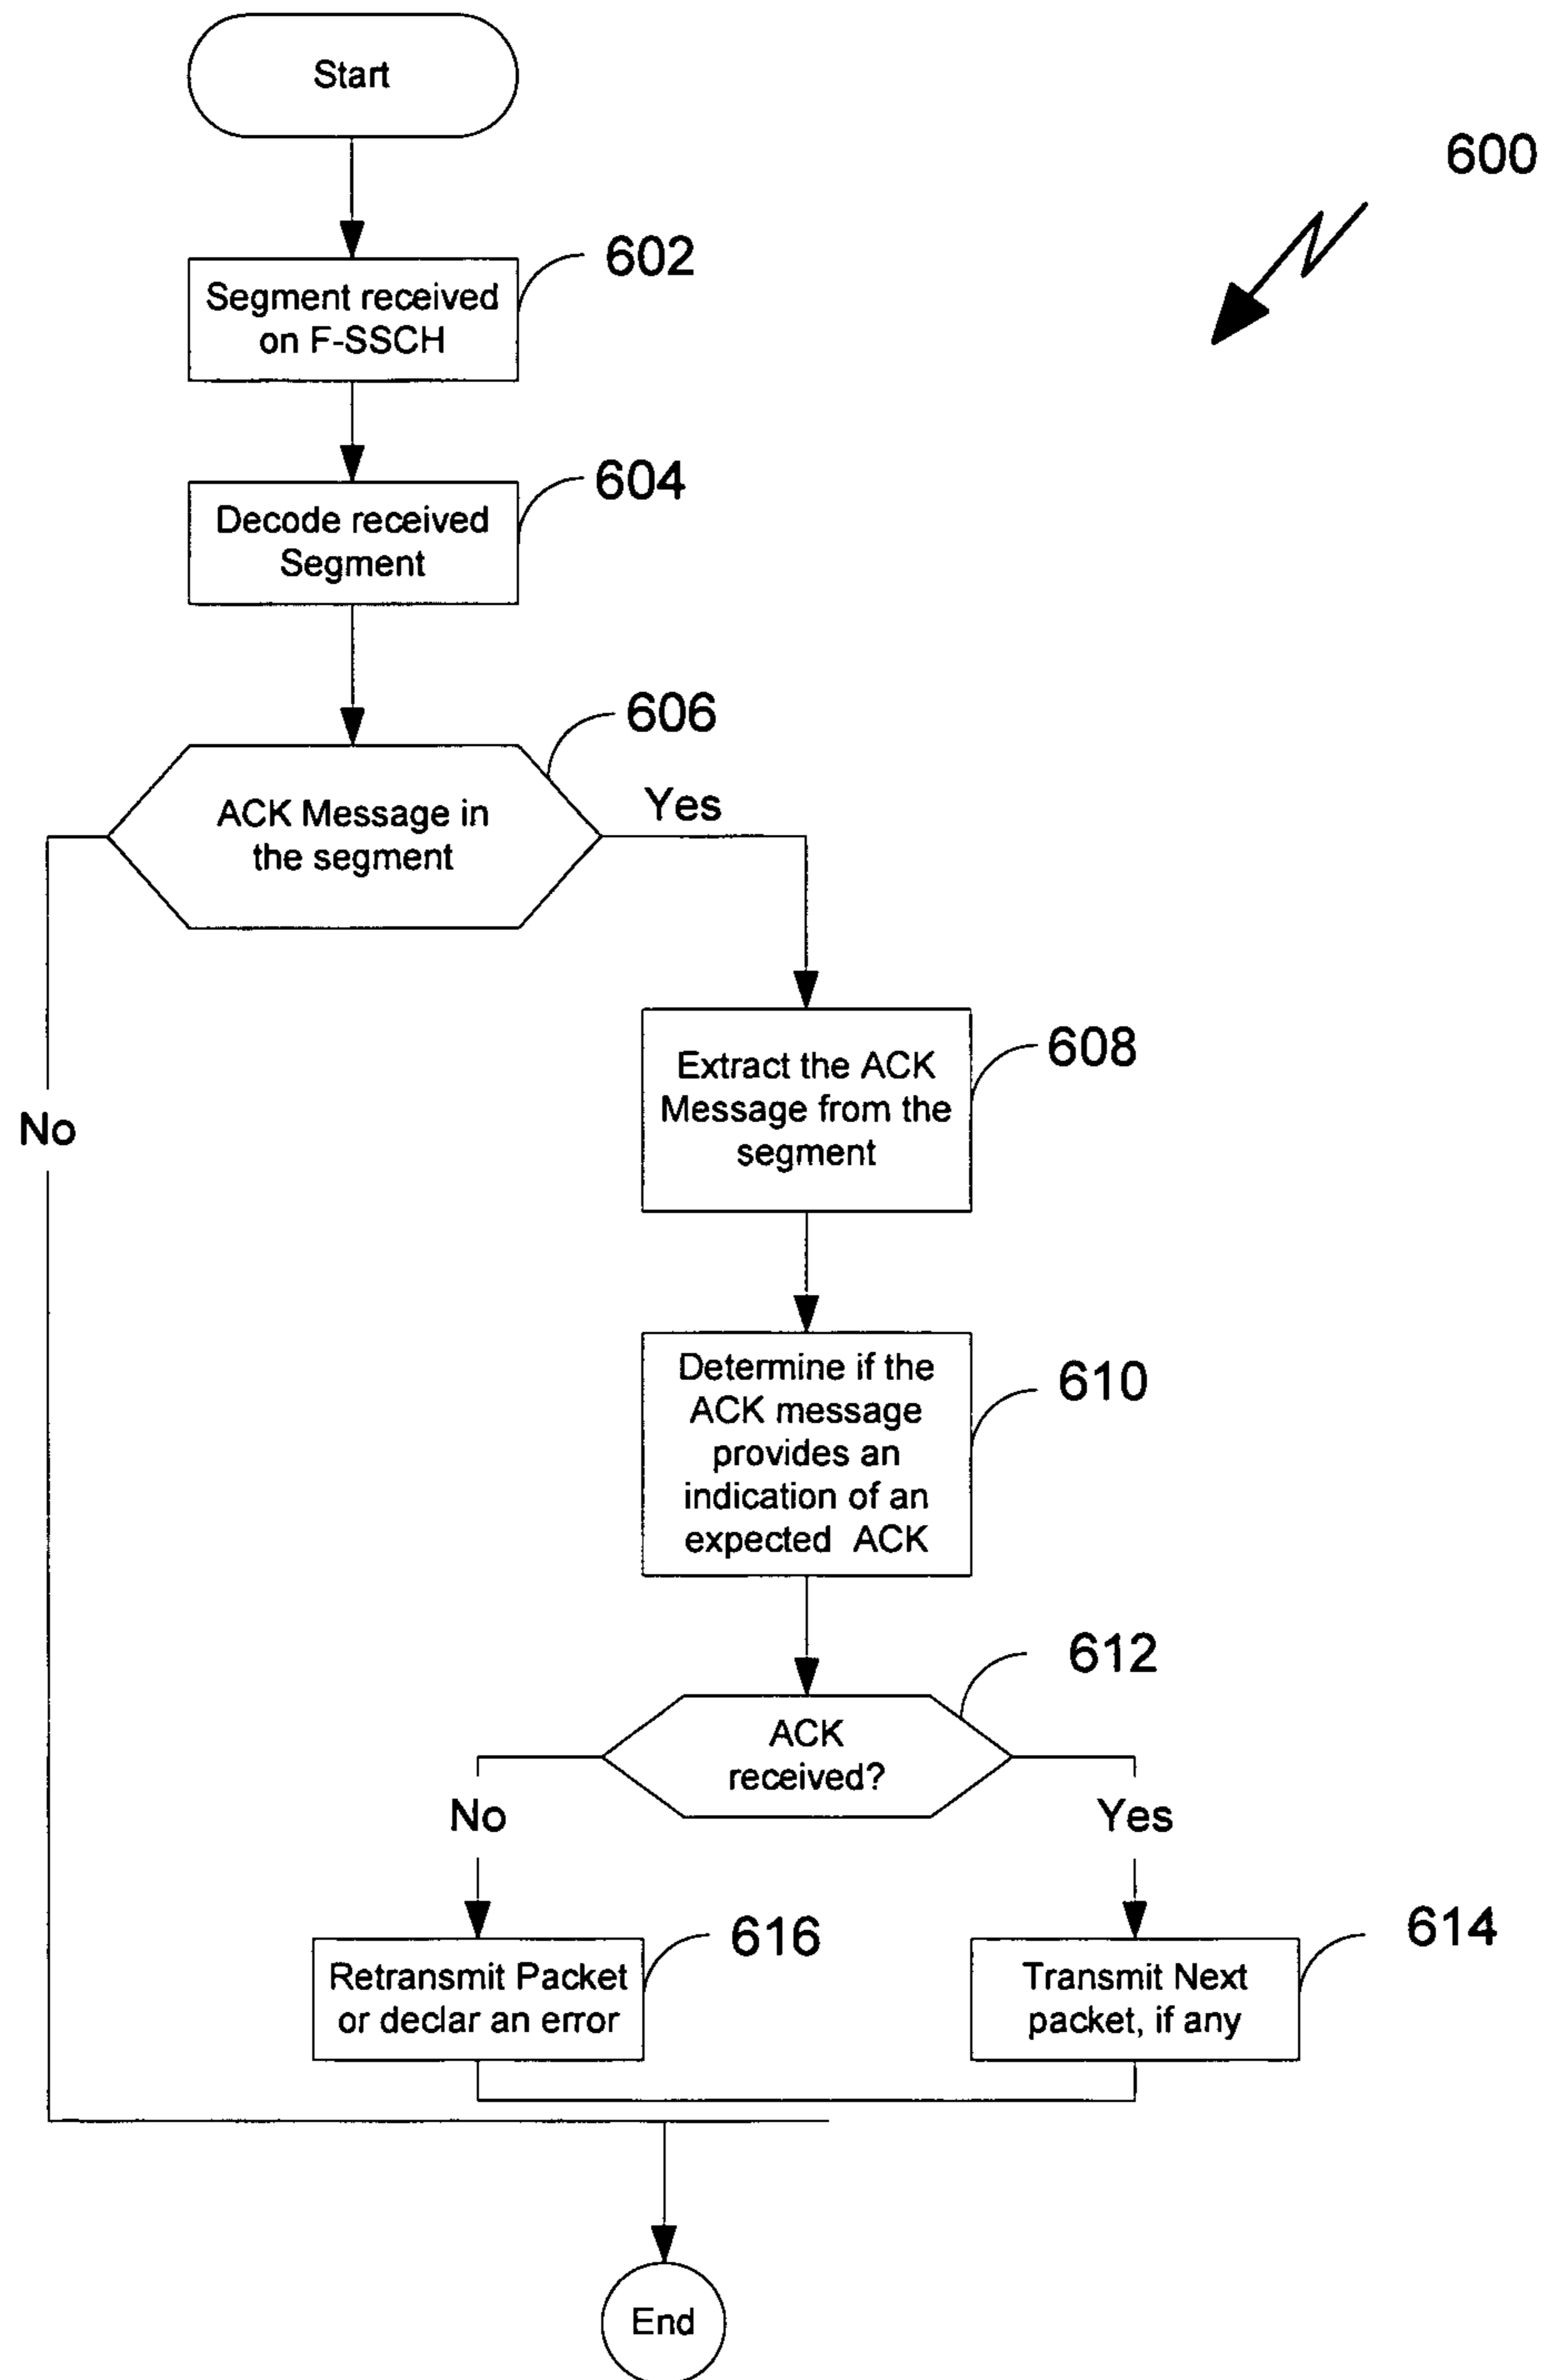 Start
600
602
Segment received
on F-SSCH
604
Decode received
Segment
606
ACK Message in
the segment
Yes
No
608
Extract the ACK
Message from the
segment
610
Determine if the
ACK message
provides an
indication of an
expected ACK
612
ACK
received?
No
Yes
616
Retransmit Packet
or declar an error
614
Transmit Next
packet, if any
End